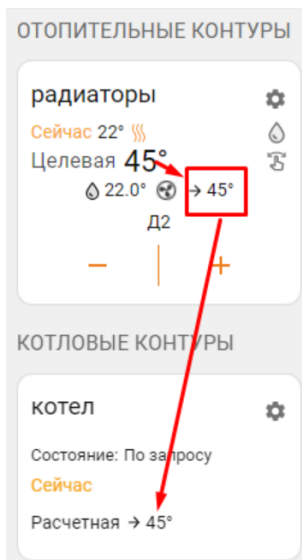 ОТОПИТЕЛЬНЫЕ КОНТУРЫ
радиаторы
Сейчас 22°
Целевая 45°
22.0° → 45°
Д2
− +
КОТЛОВЫЕ КОНТУРЫ
котел
Состояние: По запросу
Сейчас
Расчетная → 45°